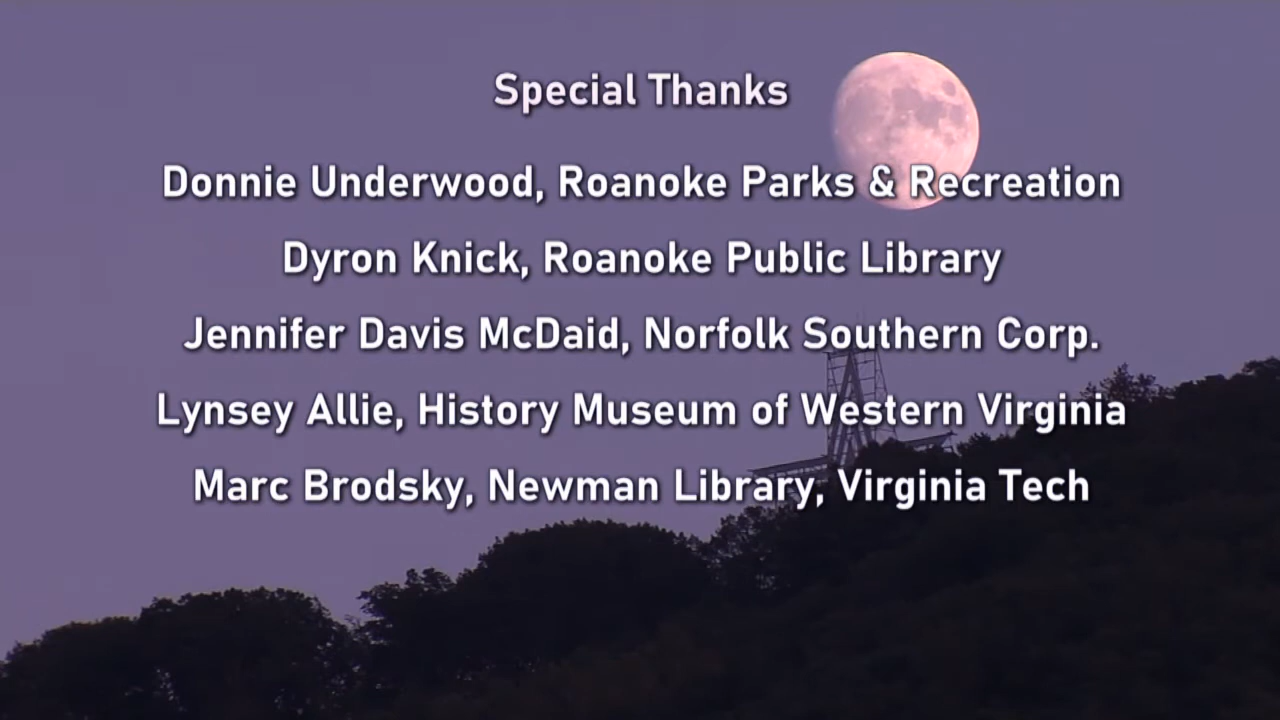 Special Thanks
Donnie Underwood, Roanoke Parks & Recreation
Dyron Knick, Roanoke Public Library
Jennifer Davis McDaid, Norfolk Southern Corp.
Lynsey Allie, History Museum of Western Virginia
Marc Brodsky, Newman Library, Virginia Tech